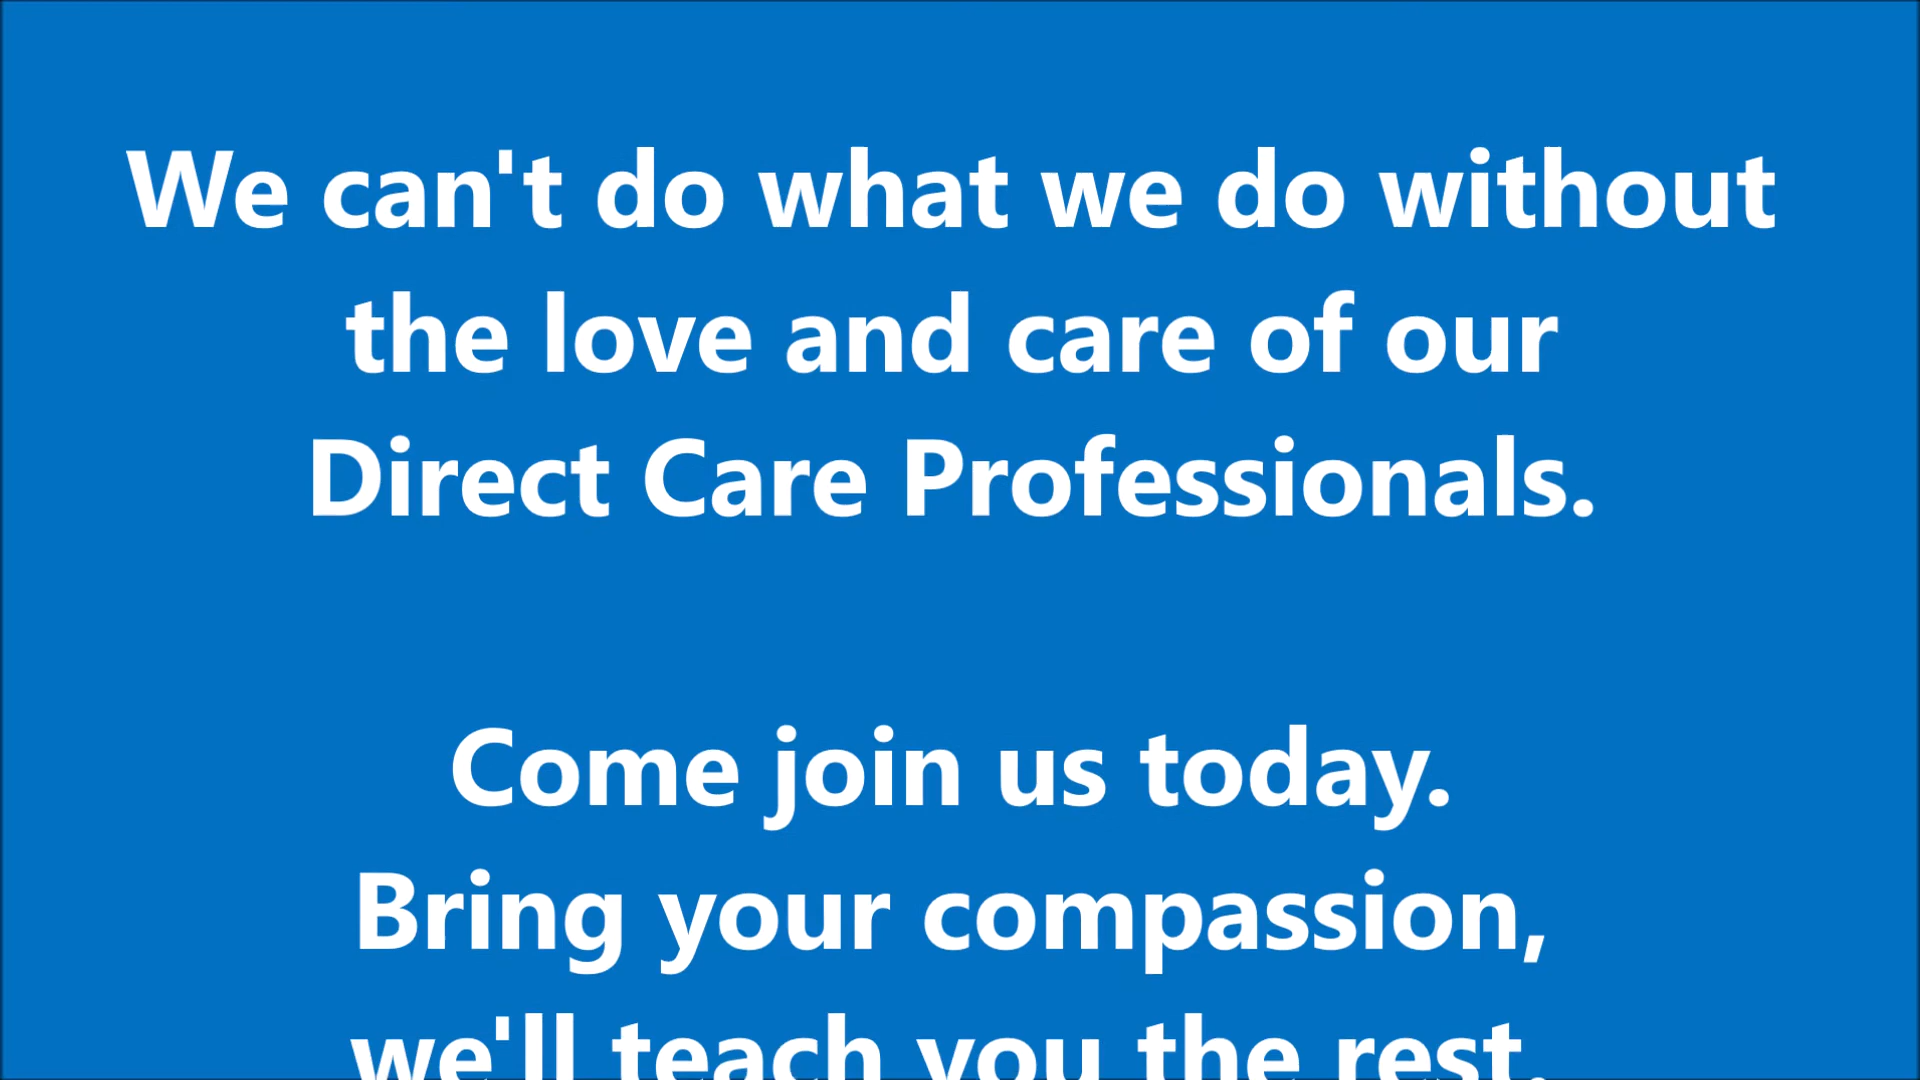 We can't do what we do without
the love and care of our
Direct Care Professionals.
Come join us today.
Bring your compassion,
we'll teach you the rest.